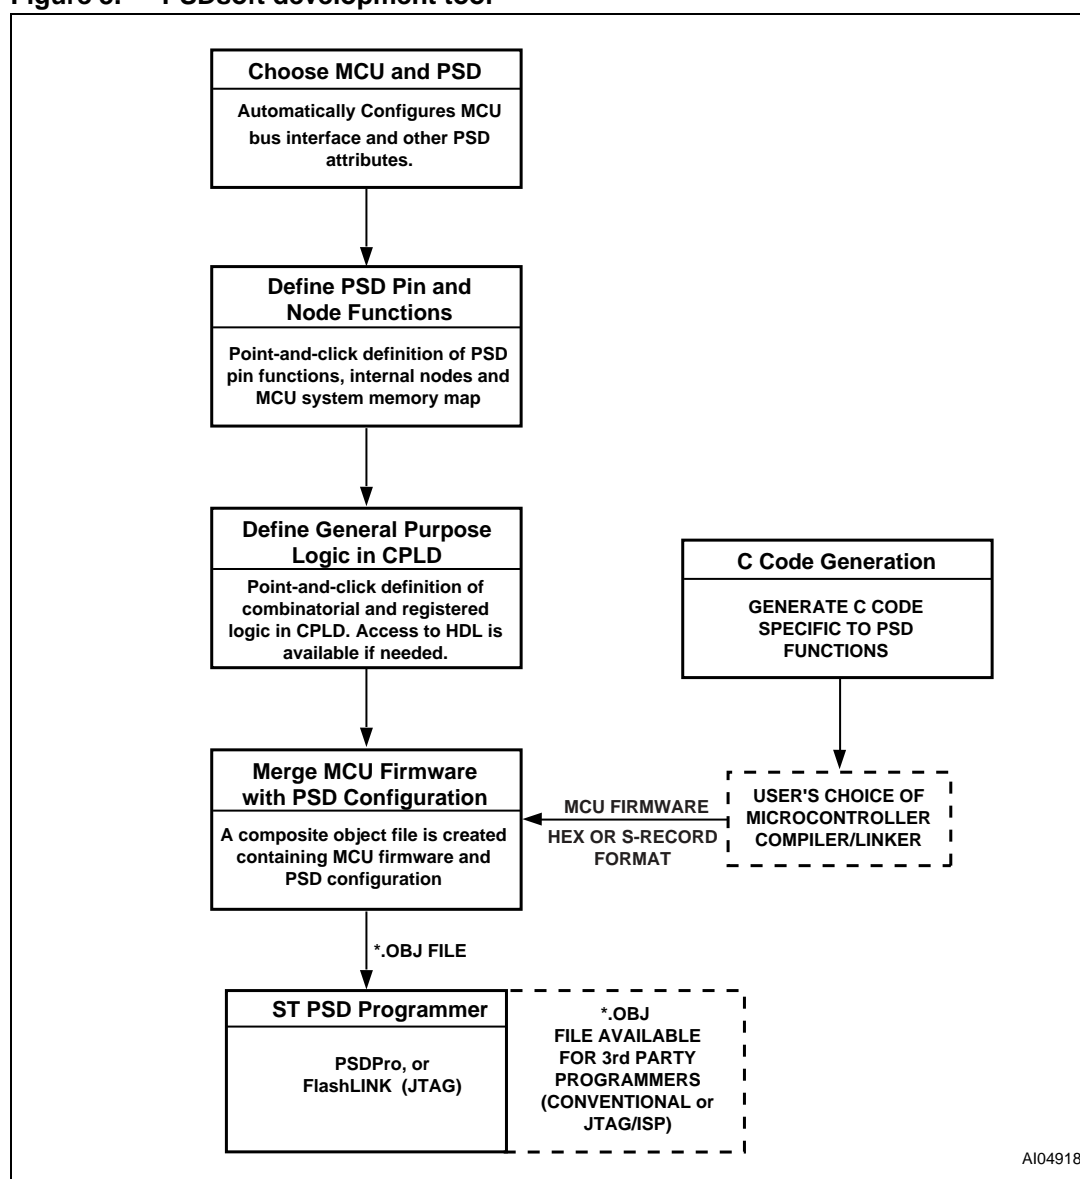 Choose MCU and PSD
Automatically Configures MCU
bus interface and other PSD
attributes.
Define PSD Pin and
Node Functions
Point-and-click definition of PSD
pin functions, internal nodes and
MCU system memory map
Define General Purpose
Logic in CPLD
Point-and-click definition of
combinatorial and registered
logic in CPLD. Access to HDL is
available if needed.
C Code Generation
GENERATE C CODE
SPECIFIC TO PSD
FUNCTIONS
Merge MCU Firmware
with PSD Configuration
A composite object file is created
containing MCU firmware and
PSD configuration
MCU FIRMWARE
HEX OR S-RECORD
FORMAT
USER'S CHOICE OF
MICROCONTROLLER
COMPILER/LINKER
*.OBJ FILE
ST PSD Programmer
PSDPro, or
FlashLINK (JTAG)
*.OBJ
FILE AVAILABLE
FOR 3rd PARTY
PROGRAMMERS
(CONVENTIONAL or
JTAG/ISP)
AI04918